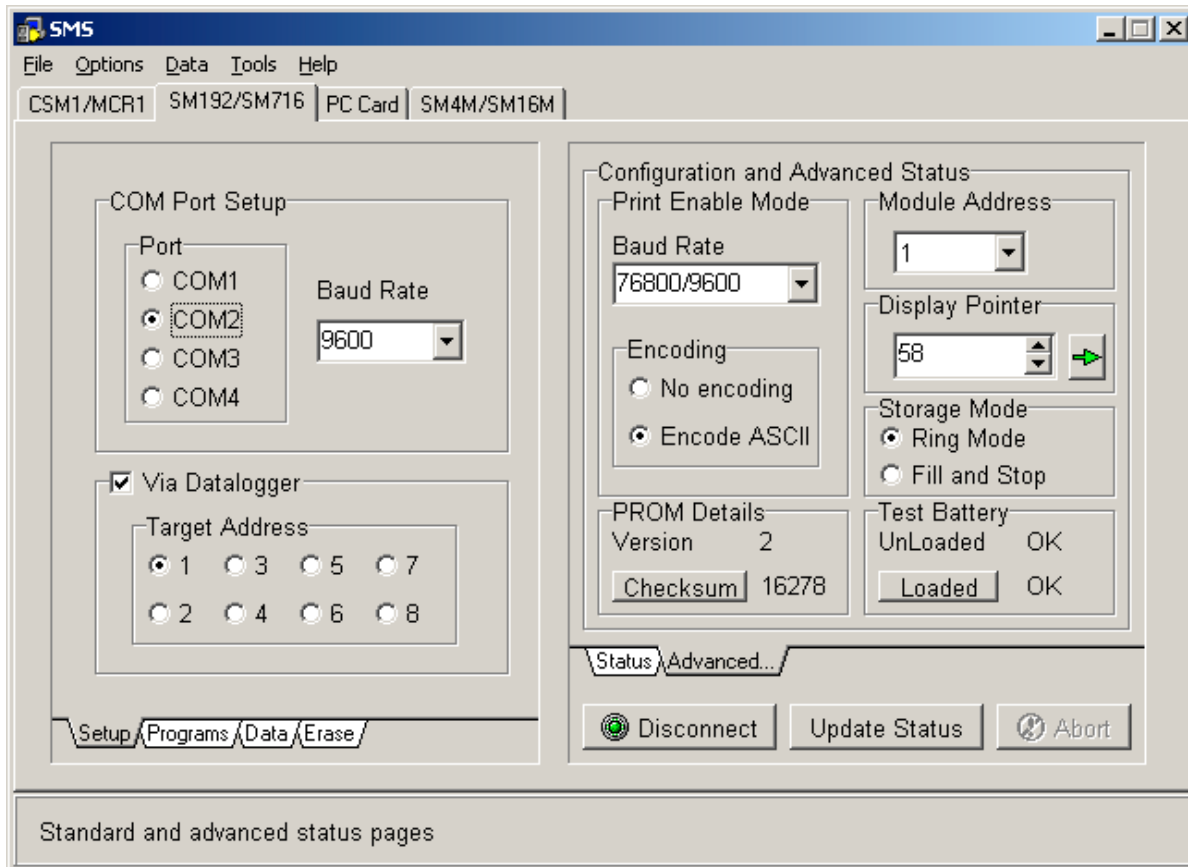 SMS
File Options Data Tools Help
CSM1/MCR1 SM192/SM716 PC Card SM4M/SM16M
COM Port Setup
Port
COM1
COM2
COM3
COM4
Baud Rate
9600
Via Datalogger
Target Address
1 3 5 7
2 4 6 8
Setup Programs Data Erase
Configuration and Advanced Status
Print Enable Mode
Baud Rate
76800/9600
Encoding
No encoding
Encode ASCII
Module Address
1
Display Pointer
58
Storage Mode
Ring Mode
Fill and Stop
PROM Details
Version 2
Checksum 16278
Test Battery
UnLoaded OK
Loaded OK
Status Advanced...
Disconnect Update Status Abort
Standard and advanced status pages